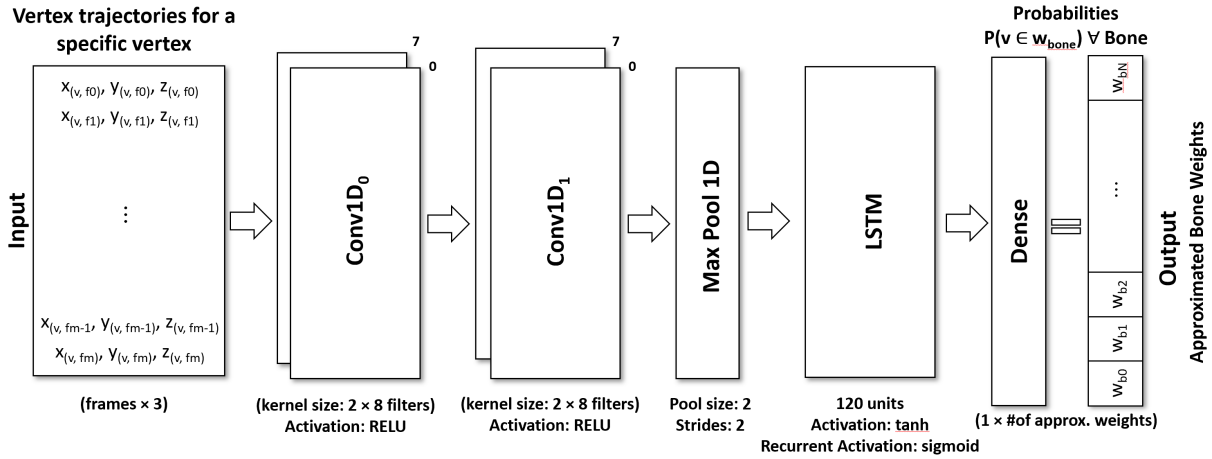 Vertex trajectories for a
specific vertex
Input
x(v, f0), y(v, f0), z(v, f0)
x(v, f1), y(v, f1), z(v, f1)
⋮
x(v, fm-1), y(v, fm-1), z(v, fm-1)
x(v, fm), y(v, fm), z(v, fm)
(frames × 3)
7
0
Conv1D0
(kernel size: 2 × 8 filters)
Activation: RELU
7
0
Conv1D1
(kernel size: 2 × 8 filters)
Activation: RELU
Max Pool 1D
Pool size: 2
Strides: 2
LSTM
120 units
Activation: tanh
Recurrent Activation: sigmoid
Probabilities
P(v ∈ wbone) ∀ Bone
Dense
wbN
...
wb2
wb1
wb0
(1 × #of approx. weights)
Output
Approximated Bone Weights